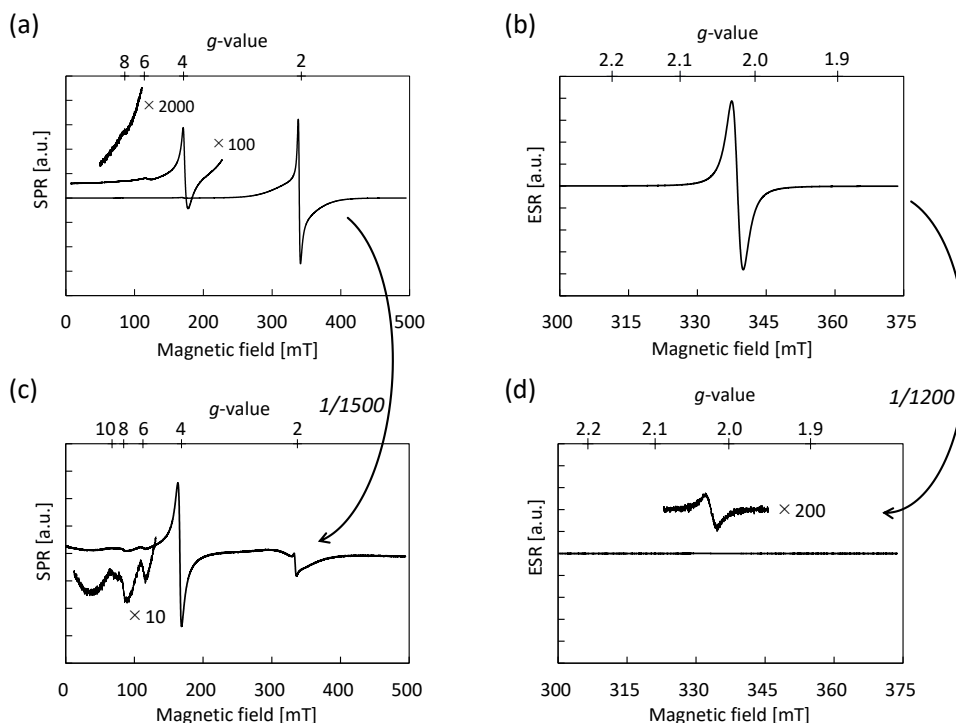 (a)
g-value
8 6 4 2
× 2000
× 100
SPR [a.u.]
0 100 200 300 400 500
Magnetic field [mT]
(b)
g-value
2.2 2.1 2.0 1.9
ESR [a.u.]
300 315 330 345 360 375
Magnetic field [mT]
(c)
g-value
1/1500
10 8 6 4 2
SPR [a.u.]
× 10
0 100 200 300 400 500
Magnetic field [mT]
(d)
g-value
1/1200
2.2 2.1 2.0 1.9
ESR [a.u.]
× 200
300 315 330 345 360 375
Magnetic field [mT]